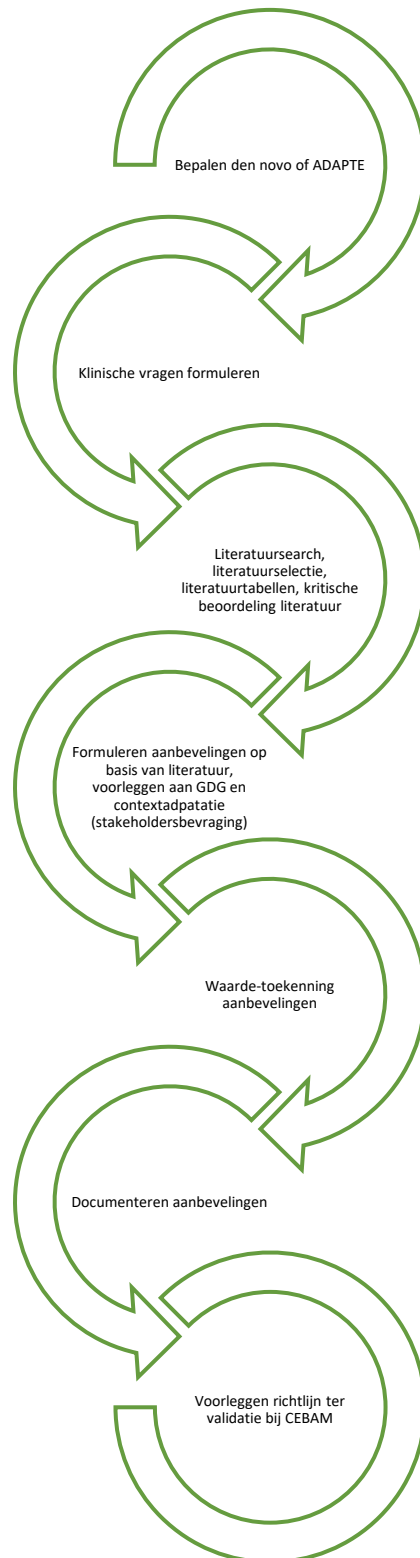 Bepalen den novo of ADAPTE
Klinische vragen formuleren
Literatuursearch,
literatuurselectie,
literatuurtabellen, kritische
beoordeling literatuur
Formuleren aanbevelingen op
basis van literatuur,
voorleggen aan GDG en
contextadpatatie
(stakeholdersbevraging)
Waarde-toekenning
aanbevelingen
Documenteren aanbevelingen
Voorleggen richtlijn ter
validatie bij CEBAM